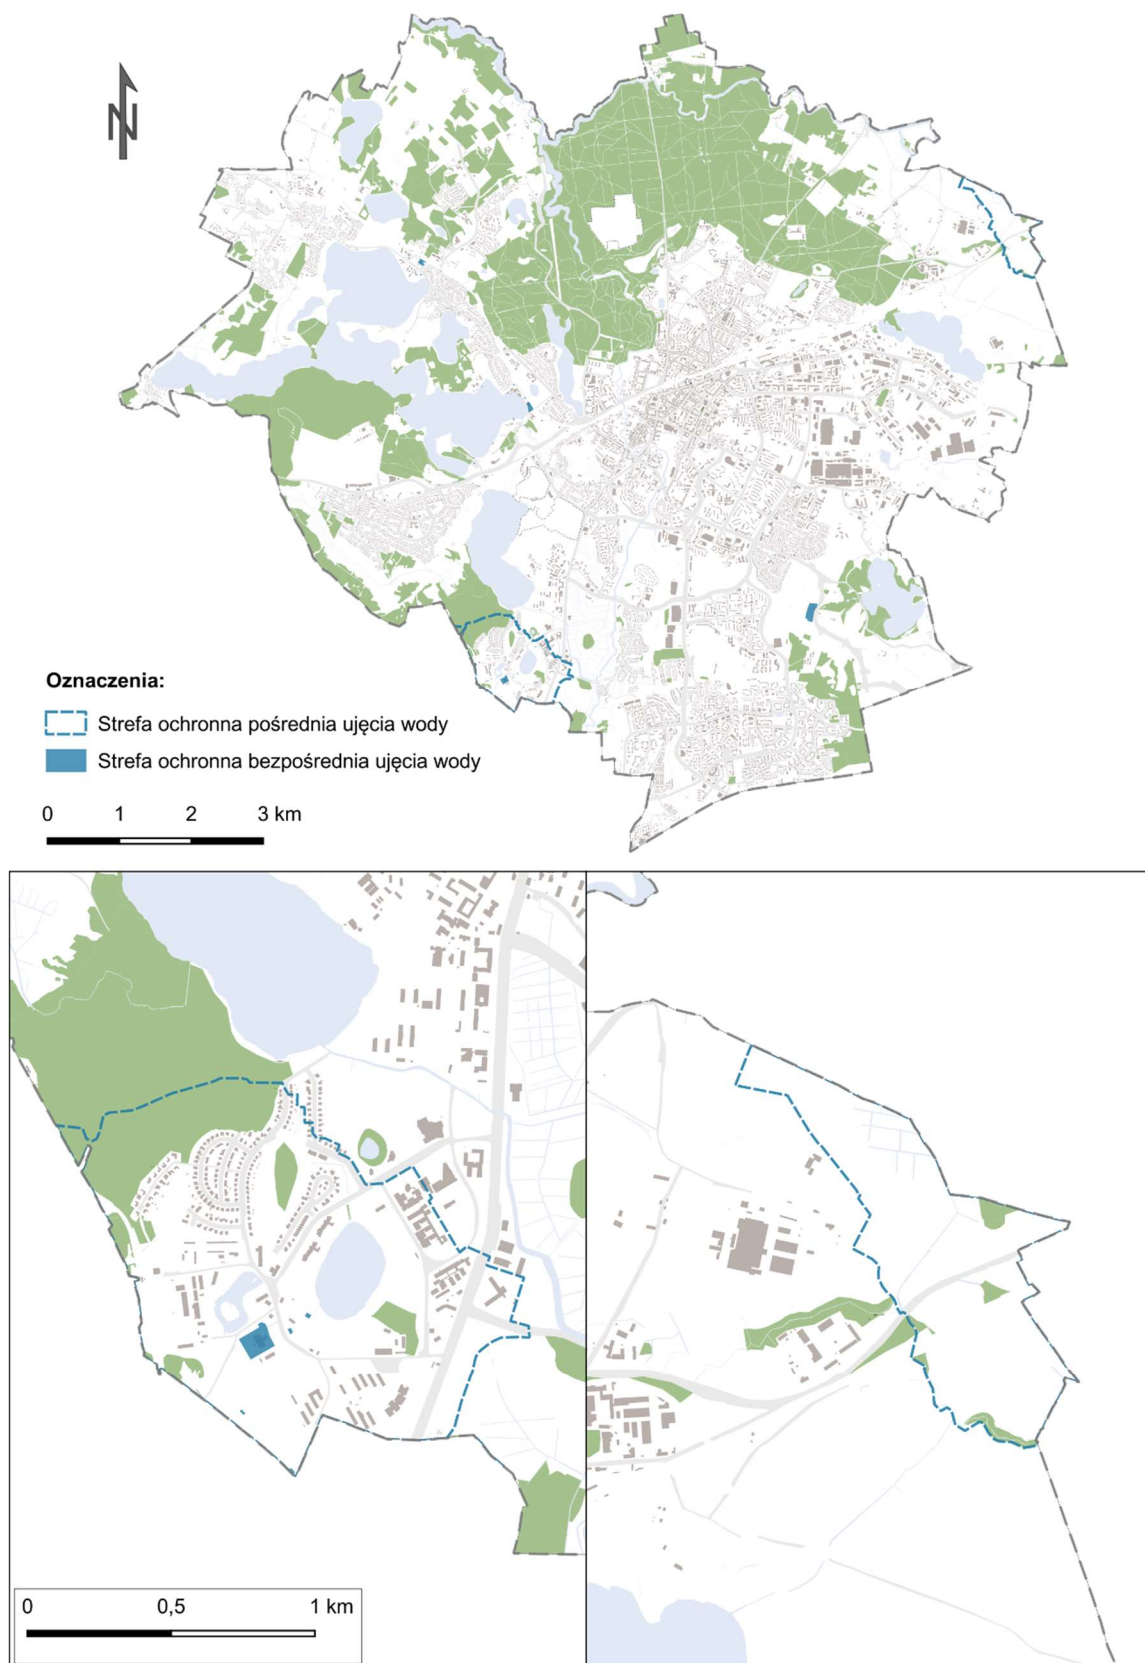 N
Oznaczenia:
Strefa ochronna pośrednia ujęcia wody
Strefa ochronna bezpośrednia ujęcia wody
0 1 2 3 km
0 0,5 1 km